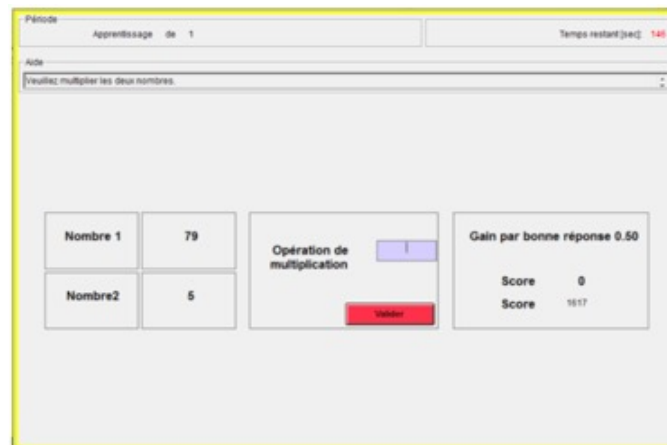 Période
Apprentissage de 1
Temps restant [sec]: 146
Aide
Veuillez multiplier les deux nombres.
Nombre 1
79
Nombre2
5
Opération de
multiplication
Valider
Gain par bonne réponse 0.50
Score 0
Score 1617